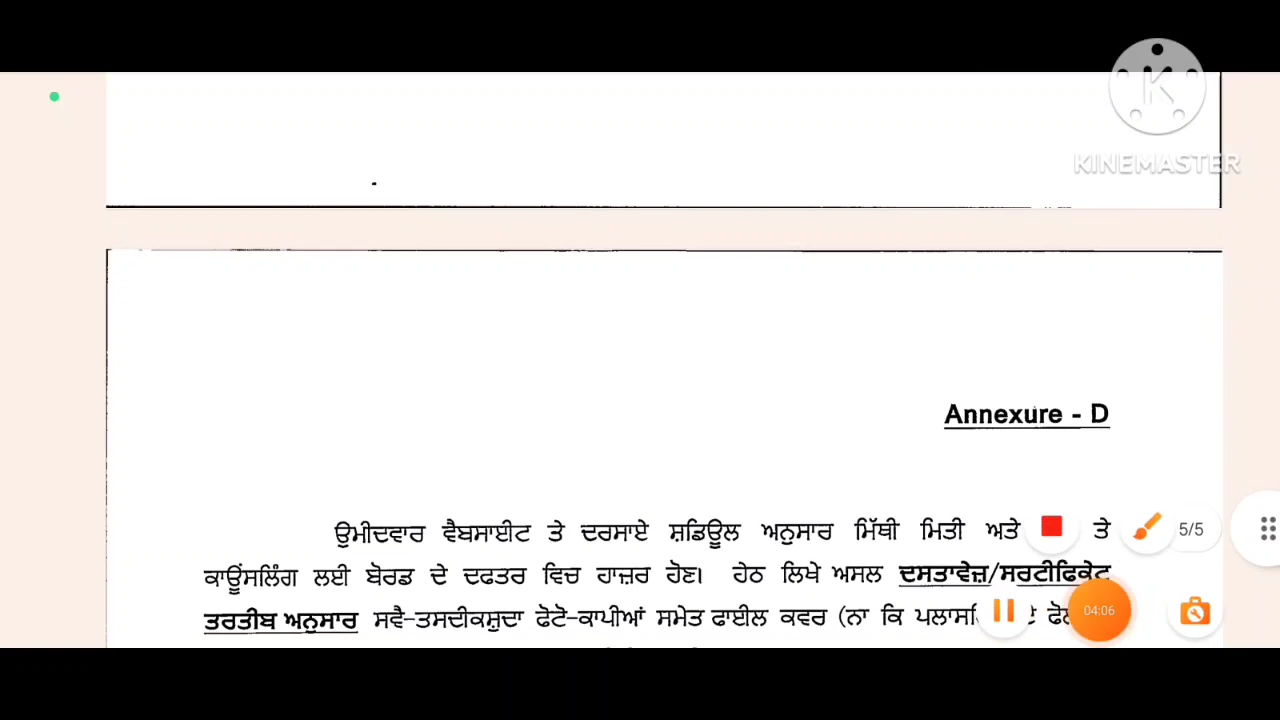 K
KINEMASTER
Annexure - D
ਉਮੀਦਵਾਰ ਵੈਬਸਾਈਟ ਤੇ ਦਰਸਾਏ ਸ਼ਡਿਊਲ ਅਨੁਸਾਰ ਮਿੱਥੀ ਮਿਤੀ ਅਤੇ ਤੇ
5/5
ਕਾਊਂਸਲਿੰਗ ਲਈ ਬੋਰਡ ਦੇ ਦਫਤਰ ਵਿਚ ਹਾਜ਼ਰ ਹੋਣ। ਹੇਠ ਲਿਖੇ ਅਸਲ ਦਸਤਾਵੇਜ਼/ਸਰਟੀਫਿਕੇਟ
ਤਰਤੀਬ ਅਨੁਸਾਰ ਸਵੈ-ਤਸਦੀਕਸ਼ੁਦਾ ਫੋਟੋ-ਕਾਪੀਆਂ ਸਮੇਤ ਫਾਈਲ ਕਵਰ (ਨਾ ਕਿ
04:06